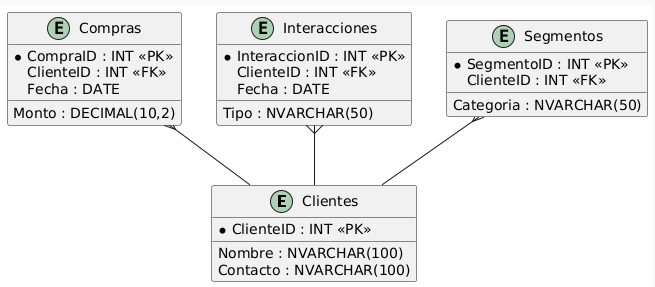 E Compras
* CompraID : INT «PK»
ClienteID : INT «FK»
Fecha : DATE
Monto : DECIMAL(10,2)
E Interacciones
* InteraccionID : INT «PK»
ClienteID : INT «FK»
Fecha : DATE
Tipo : NVARCHAR(50)
E Segmentos
* SegmentoID : INT «PK»
ClienteID : INT «FK»
Categoria : NVARCHAR(50)
E Clientes
* ClienteID : INT «PK»
Nombre : NVARCHAR(100)
Contacto : NVARCHAR(100)